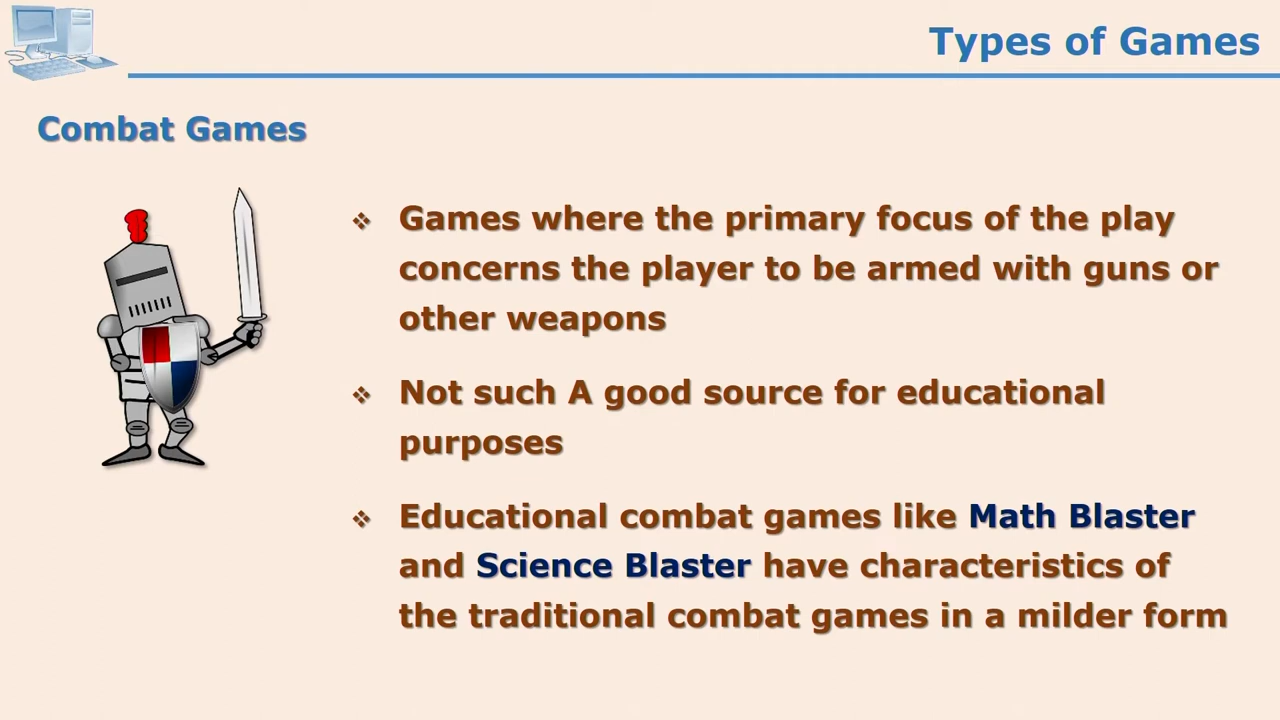 Types of Games
Combat Games
Games where the primary focus of the play
concerns the player to be armed with guns or
other weapons
Not such A good source for educational
purposes
Educational combat games like Math Blaster
and Science Blaster have characteristics of
the traditional combat games in a milder form